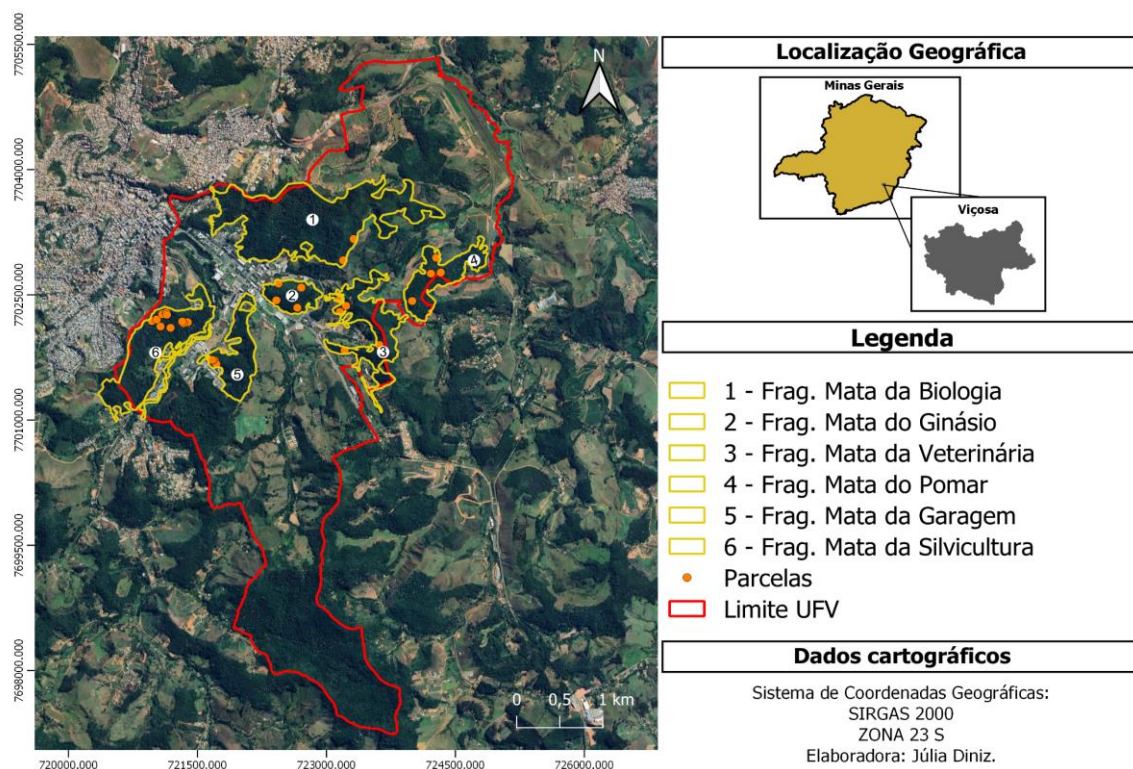 7705500.000
7704000.000
7702500.000
7701000.000
7699500.000
7698000.000
720000.000
721500.000
723000.000
724500.000
726000.000
N
1
2
3
4
5
6
0 0,5 1 km
Localização Geográfica
Minas Gerais
Viçosa
Legenda
1 - Frag. Mata da Biologia
2 - Frag. Mata do Ginásio
3 - Frag. Mata da Veterinária
4 - Frag. Mata do Pomar
5 - Frag. Mata da Garagem
6 - Frag. Mata da Silvicultura
Parcelas
Limite UFV
Dados cartográficos
Sistema de Coordenadas Geográficas:
SIRGAS 2000
ZONA 23 S
Elaboradora: Júlia Diniz.